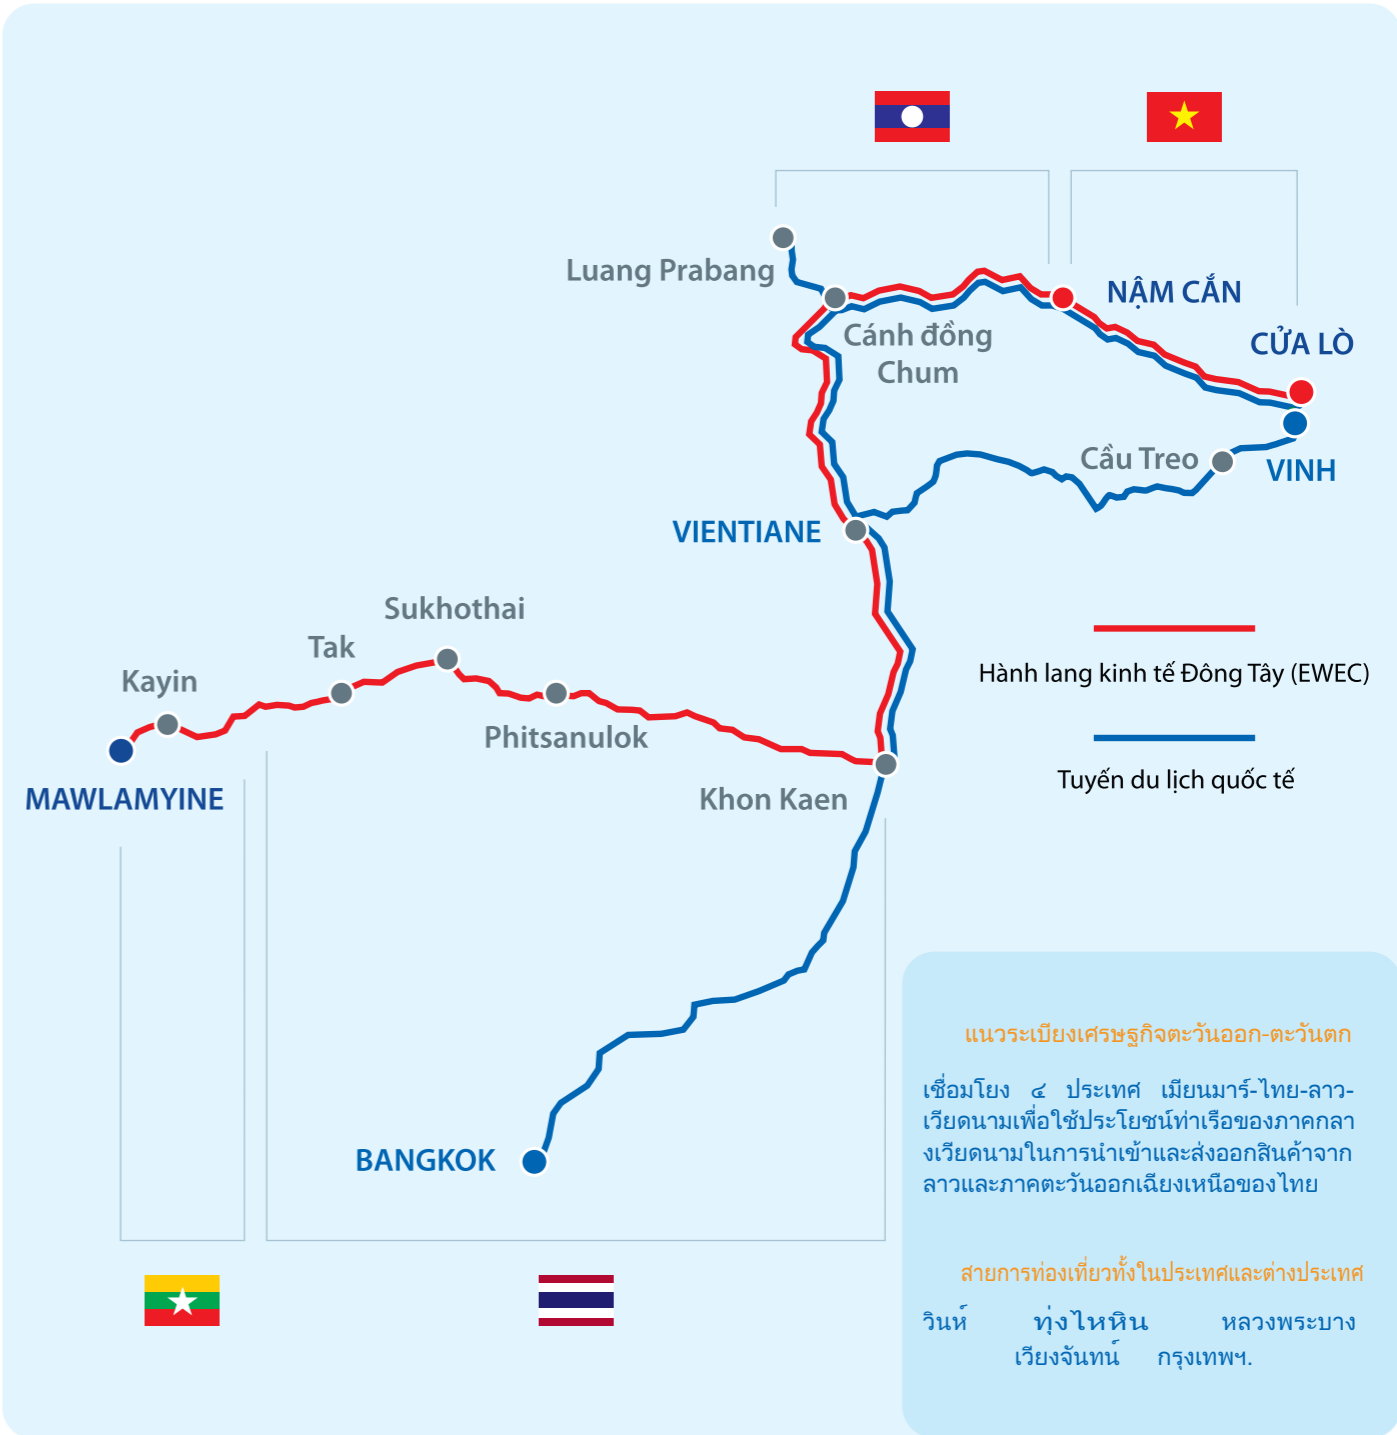 Luang Prabang
NẬM CẮN
Cánh đồng
Chum
CỬA LÒ
Cầu Treo
VINH
VIENTIANE
Sukhothai
Tak
Kayin
Phitsanulok
MAWLAMYINE
Khon Kaen
Hành lang kinh tế Đông Tây (EWEC)
Tuyến du lịch quốc tế
BANGKOK
แนวระเบียงเศรษฐกิจตะวันออก-ตะวันตก
เชื่อมโยง ๔ ประเทศ เมียนมาร์-ไทย-ลาว-
เวียดนามเพื่อใช้ประโยชน์ท่าเรือของภาคกลา
งเวียดนามในการนำเข้าและส่งออกสินค้าจาก
ลาวและภาคตะวันออกเฉียงเหนือของไทย
สายการท่องเที่ยวทั้งในประเทศและต่างประเทศ
วินห์ ทุ่งไหหิน หลวงพระบาง
เวียงจันทน์ กรุงเทพฯ.